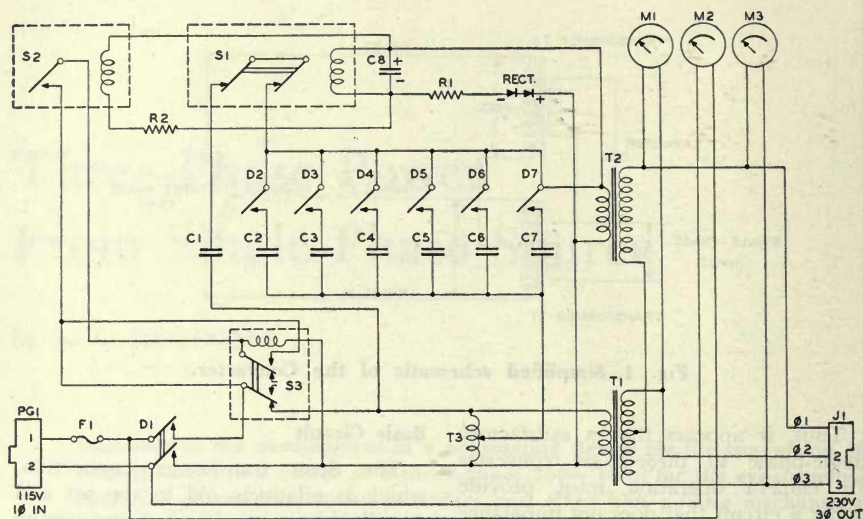 M1 M2 M3
S2
S1
C8
+
-
R1
RECT.
-
+
R2
T2
D2 D3 D4 D5 D6 D7
C1 C2 C3 C4 C5 C6 C7
S3
T1
T3
PG1
1
2
F1
D1
115V
1Ø IN
Ø1
Ø2
Ø3
J1
1
2
3
230V
3Ø OUT
Fig. 1. Simplified schematic of the Converter.
Basic Circuit